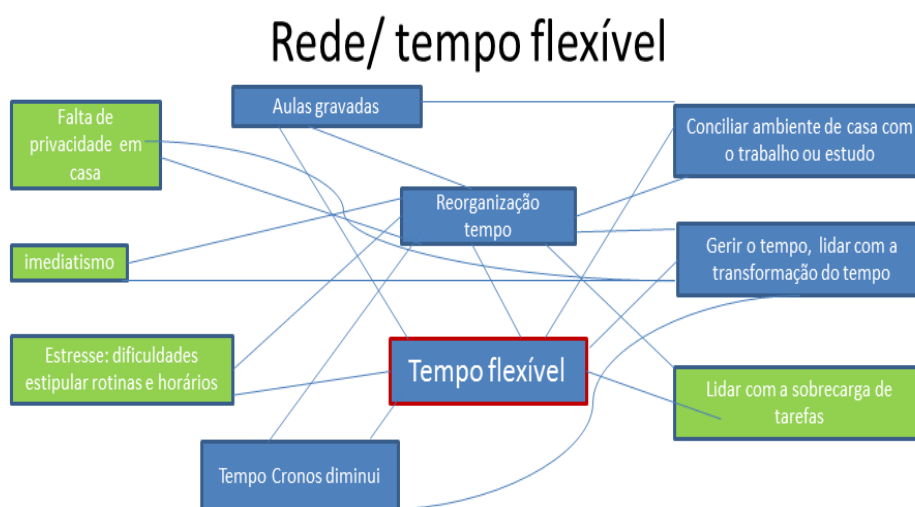 Rede/ tempo flexível
Aulas gravadas
Falta de
privacidade em
casa
Conciliar ambiente de casa com
o trabalho ou estudo
Reorganização
tempo
Gerir o tempo, lidar com a
transformação do tempo
imediatismo
Estresse: dificuldades
estipular rotinas e horários
Tempo flexível
Lidar com a sobrecarga de
tarefas
Tempo Cronos diminui